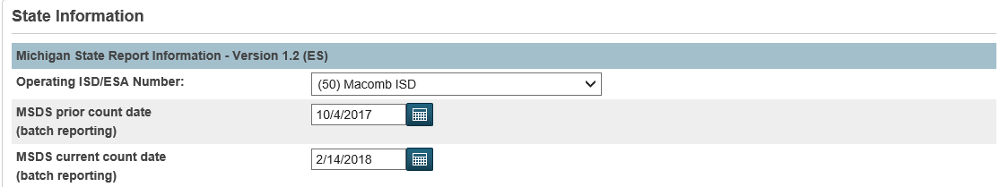 State Information
Michigan State Report Information - Version 1.2 (ES)
Operating ISD/ESA Number:
(50) Macomb ISD
MSDS prior count date
(batch reporting)
10/4/2017
MSDS current count date
(batch reporting)
2/14/2018